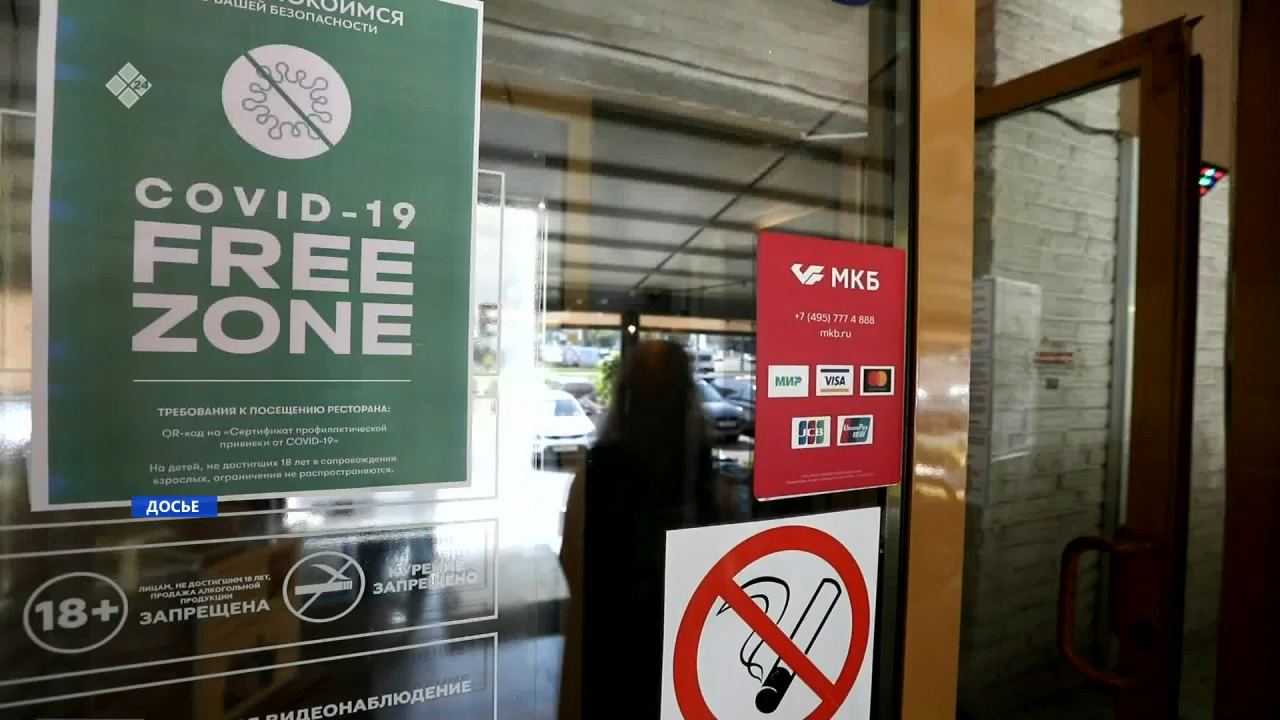 ОКОИМСЯ
ВАШЕЙ БЕЗОПАСНОСТИ
24
COVID-19
FREE
ZONE
ТРЕБОВАНИЯ К ПОСЕЩЕНИЮ РЕСТОРАНА:
QR-код на «Сертификат профилактической
прививки от COVID-19»
На детей, не достигших 18 лет в сопровождении
взрослых, ограничения не распространяются.
ДОСЬЕ
18+
ЛИЦАМ, НЕ ДОСТИГШИМ 18 ЛЕТ,
ПРОДАЖА АЛКОГОЛЬНОЙ
ПРОДУКЦИИ
ЗАПРЕЩЕНА
КУРЕНИЕ
ЗАПРЕЩЕНО
ВИДЕОНАБЛЮДЕНИЕ
МКБ
+7 (495) 777 4 888
mkb.ru
МИР
VISA
JCB
UnionPay